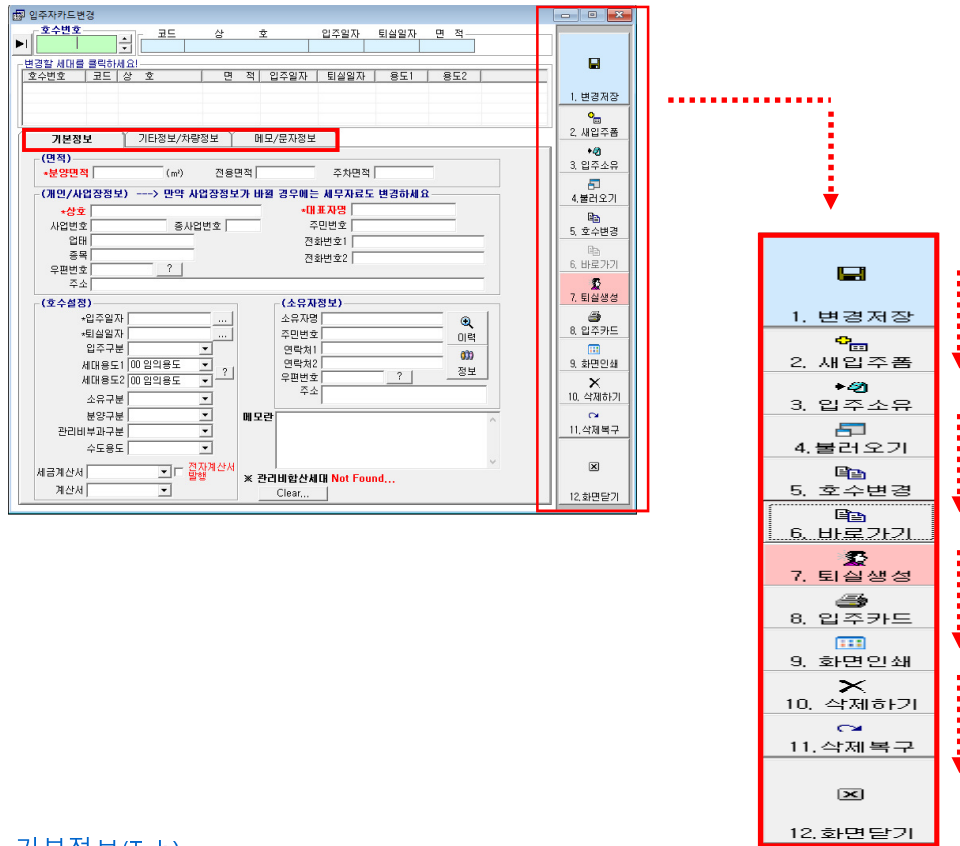 입주자카드변경
호수번호
코드 상 호 입주일자 퇴실일자 면 적
변경할 세대를 클릭하세요!
호수번호 코드 상 호 면 적 입주일자 퇴실일자 용도1 용도2
기본정보 기타정보/차량정보 메모/문자정보
(면적)
*분양면적 (㎡) 전용면적 주차면적
(개인/사업장정보) ---> 만약 사업장정보가 바뀔 경우에는 세무자료도 변경하세요
*상호 *대표자명
사업번호 종사업번호 주민번호
업태 전화번호1
종목 전화번호2
우편번호 ?
주소
(호수설정) (소유자정보)
*입주일자 ... 소유자명
*퇴실일자 ... 주민번호 이력
입주구분 연락처1
세대용도1 00 임의용도 ? 연락처2 정보
세대용도2 00 임의용도 우편번호 ?
소유구분 주소
분양구분 메모란
관리비부과구분
수도용도
세금계산서 전자계산서
발행
계산서 ※ 관리비합산세대 Not Found...
Clear...
1. 변경저장
2. 새입주폼
3. 입주소유
4.불러오기
5. 호수변경
6. 바로가기
7. 퇴실생성
8. 입주카드
9. 화면인쇄
10. 삭제하기
11.삭제복구
12.화면닫기
1. 변경저장
2. 새입주폼
3. 입주소유
4.불러오기
5. 호수변경
6. 바로가기
7. 퇴실생성
8. 입주카드
9. 화면인쇄
10. 삭제하기
11.삭제복구
12.화면닫기
기본정보(Tab)